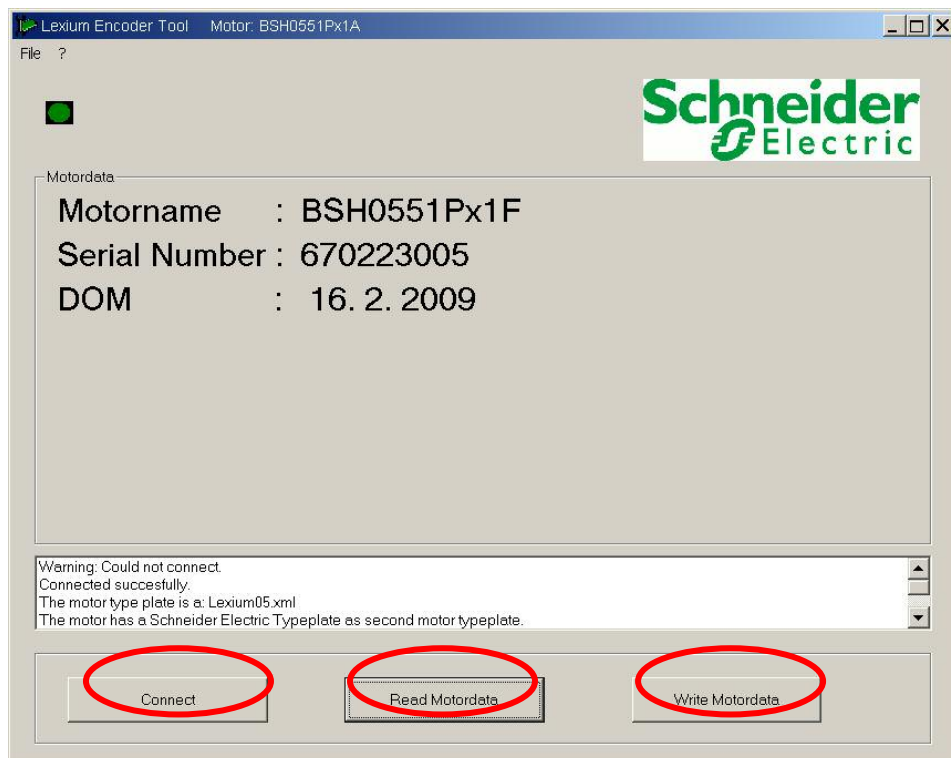 Lexium Encoder Tool Motor: BSH0551Px1A
File ?
Schneider
Electric
Motordata
Motorname : BSH0551Px1F
Serial Number : 670223005
DOM : 16. 2. 2009
Warning: Could not connect.
Connected succesfully.
The motor type plate is a: Lexium05.xml
The motor has a Schneider Electric Typeplate as second motor typeplate.
Connect Read Motordata Write Motordata